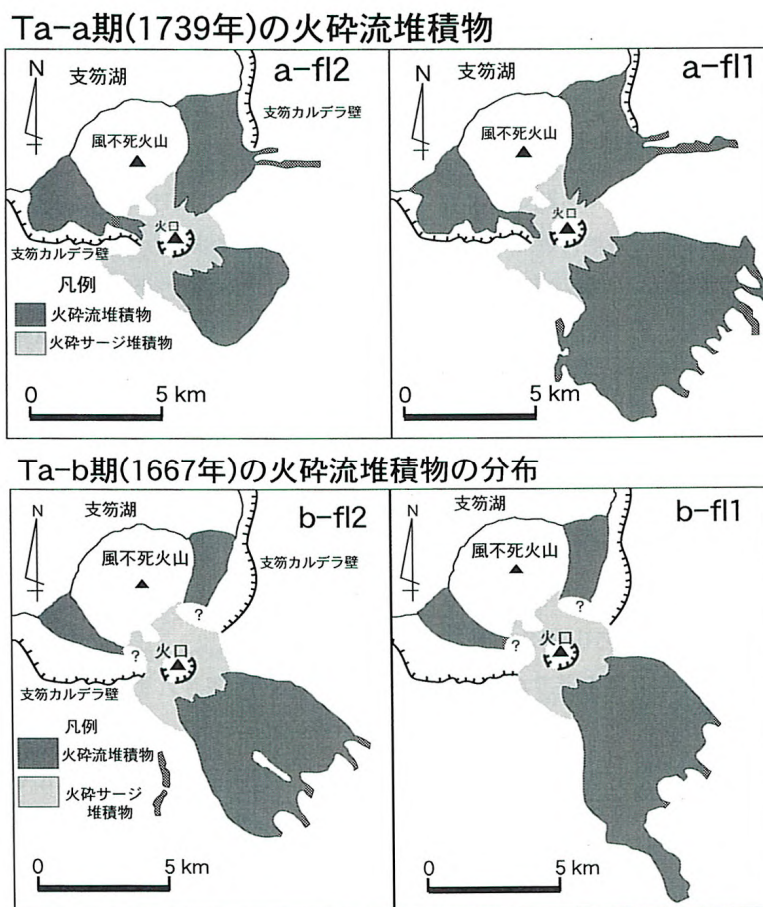 Ta-a期(1739年)の火砕流堆積物
N
支笏湖
a-fl2
支笏カルデラ壁
風不死火山
火口
支笏カルデラ壁
凡例
火砕流堆積物
火砕サージ堆積物
0 5 km
N
支笏湖
a-fl1
風不死火山
火口
0 5 km
Ta-b期(1667年)の火砕流堆積物の分布
N
支笏湖
b-fl2
風不死火山
支笏カルデラ壁
?
?
火口
支笏カルデラ壁
凡例
火砕流堆積物
火砕サージ
堆積物
0 5 km
N
支笏湖
b-fl1
風不死火山
?
?
火口
0 5 km